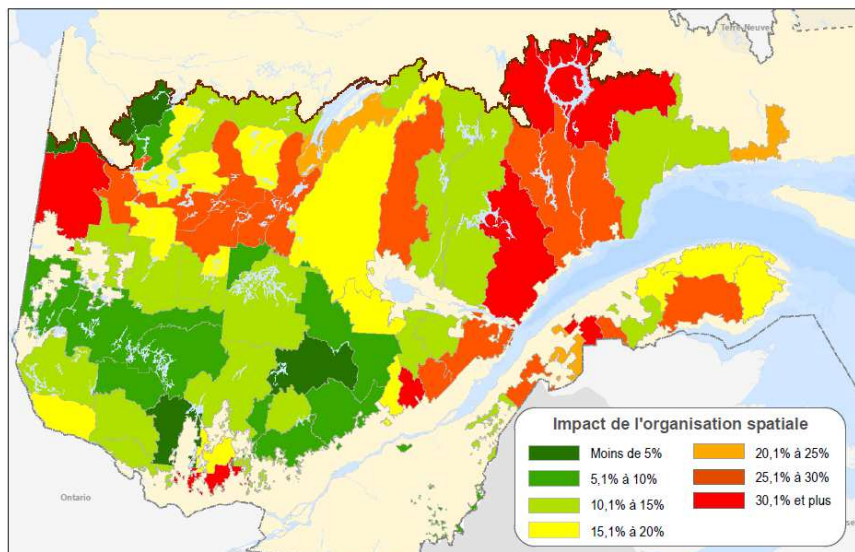 Terre-Neuve
Ontario
Impact de l'organisation spatiale
Moins de 5%
5,1% à 10%
10,1% à 15%
15,1% à 20%
20,1% à 25%
25,1% à 30%
30,1% et plus